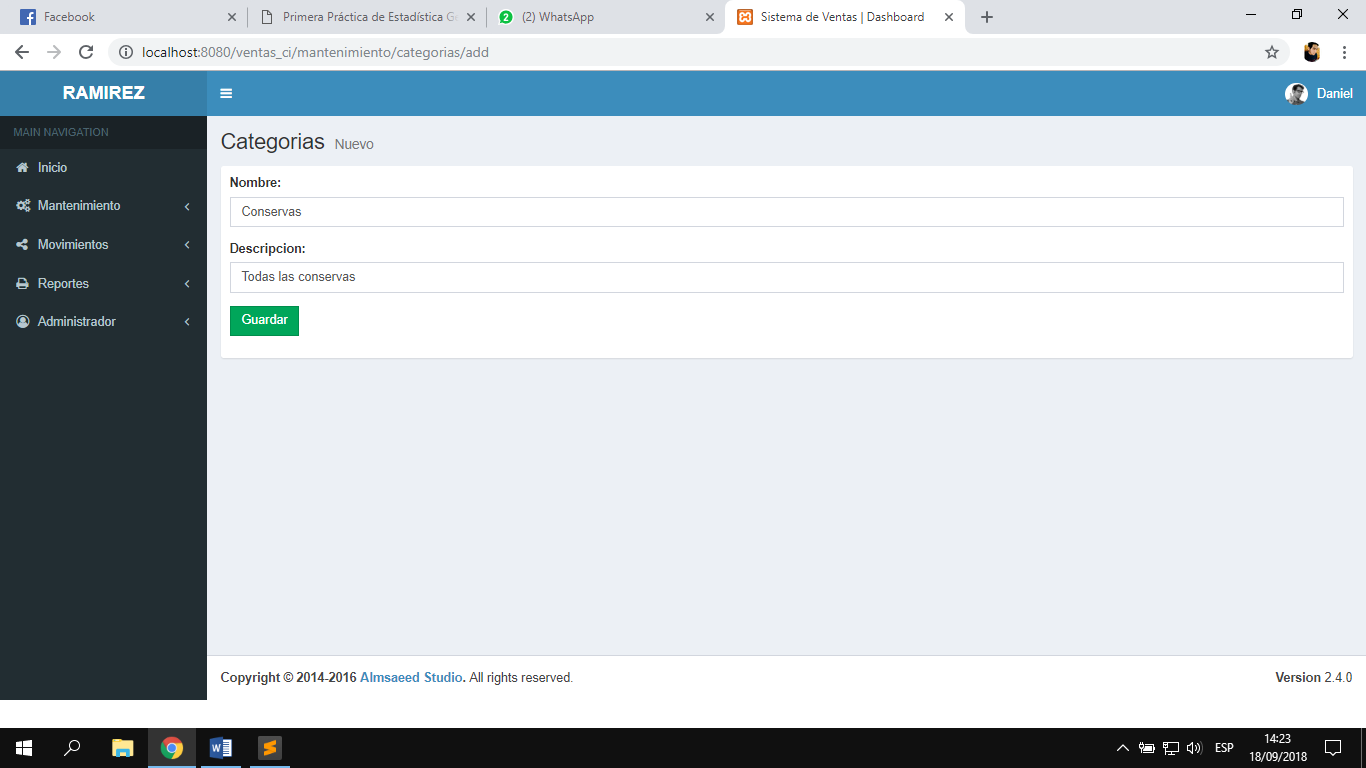 Facebook
Primera Práctica de Estadística Ge
2
(2) WhatsApp
Sistema de Ventas | Dashboard
localhost:8080/ventas_ci/mantenimiento/categorias/add
RAMIREZ
Daniel
MAIN NAVIGATION
Inicio
Mantenimiento
Movimientos
Reportes
Administrador
Categorias Nuevo
Nombre:
Conservas
Descripcion:
Todas las conservas
Guardar
Copyright © 2014-2016 Almsaeed Studio. All rights reserved.
Version 2.4.0
ESP
14:23
18/09/2018